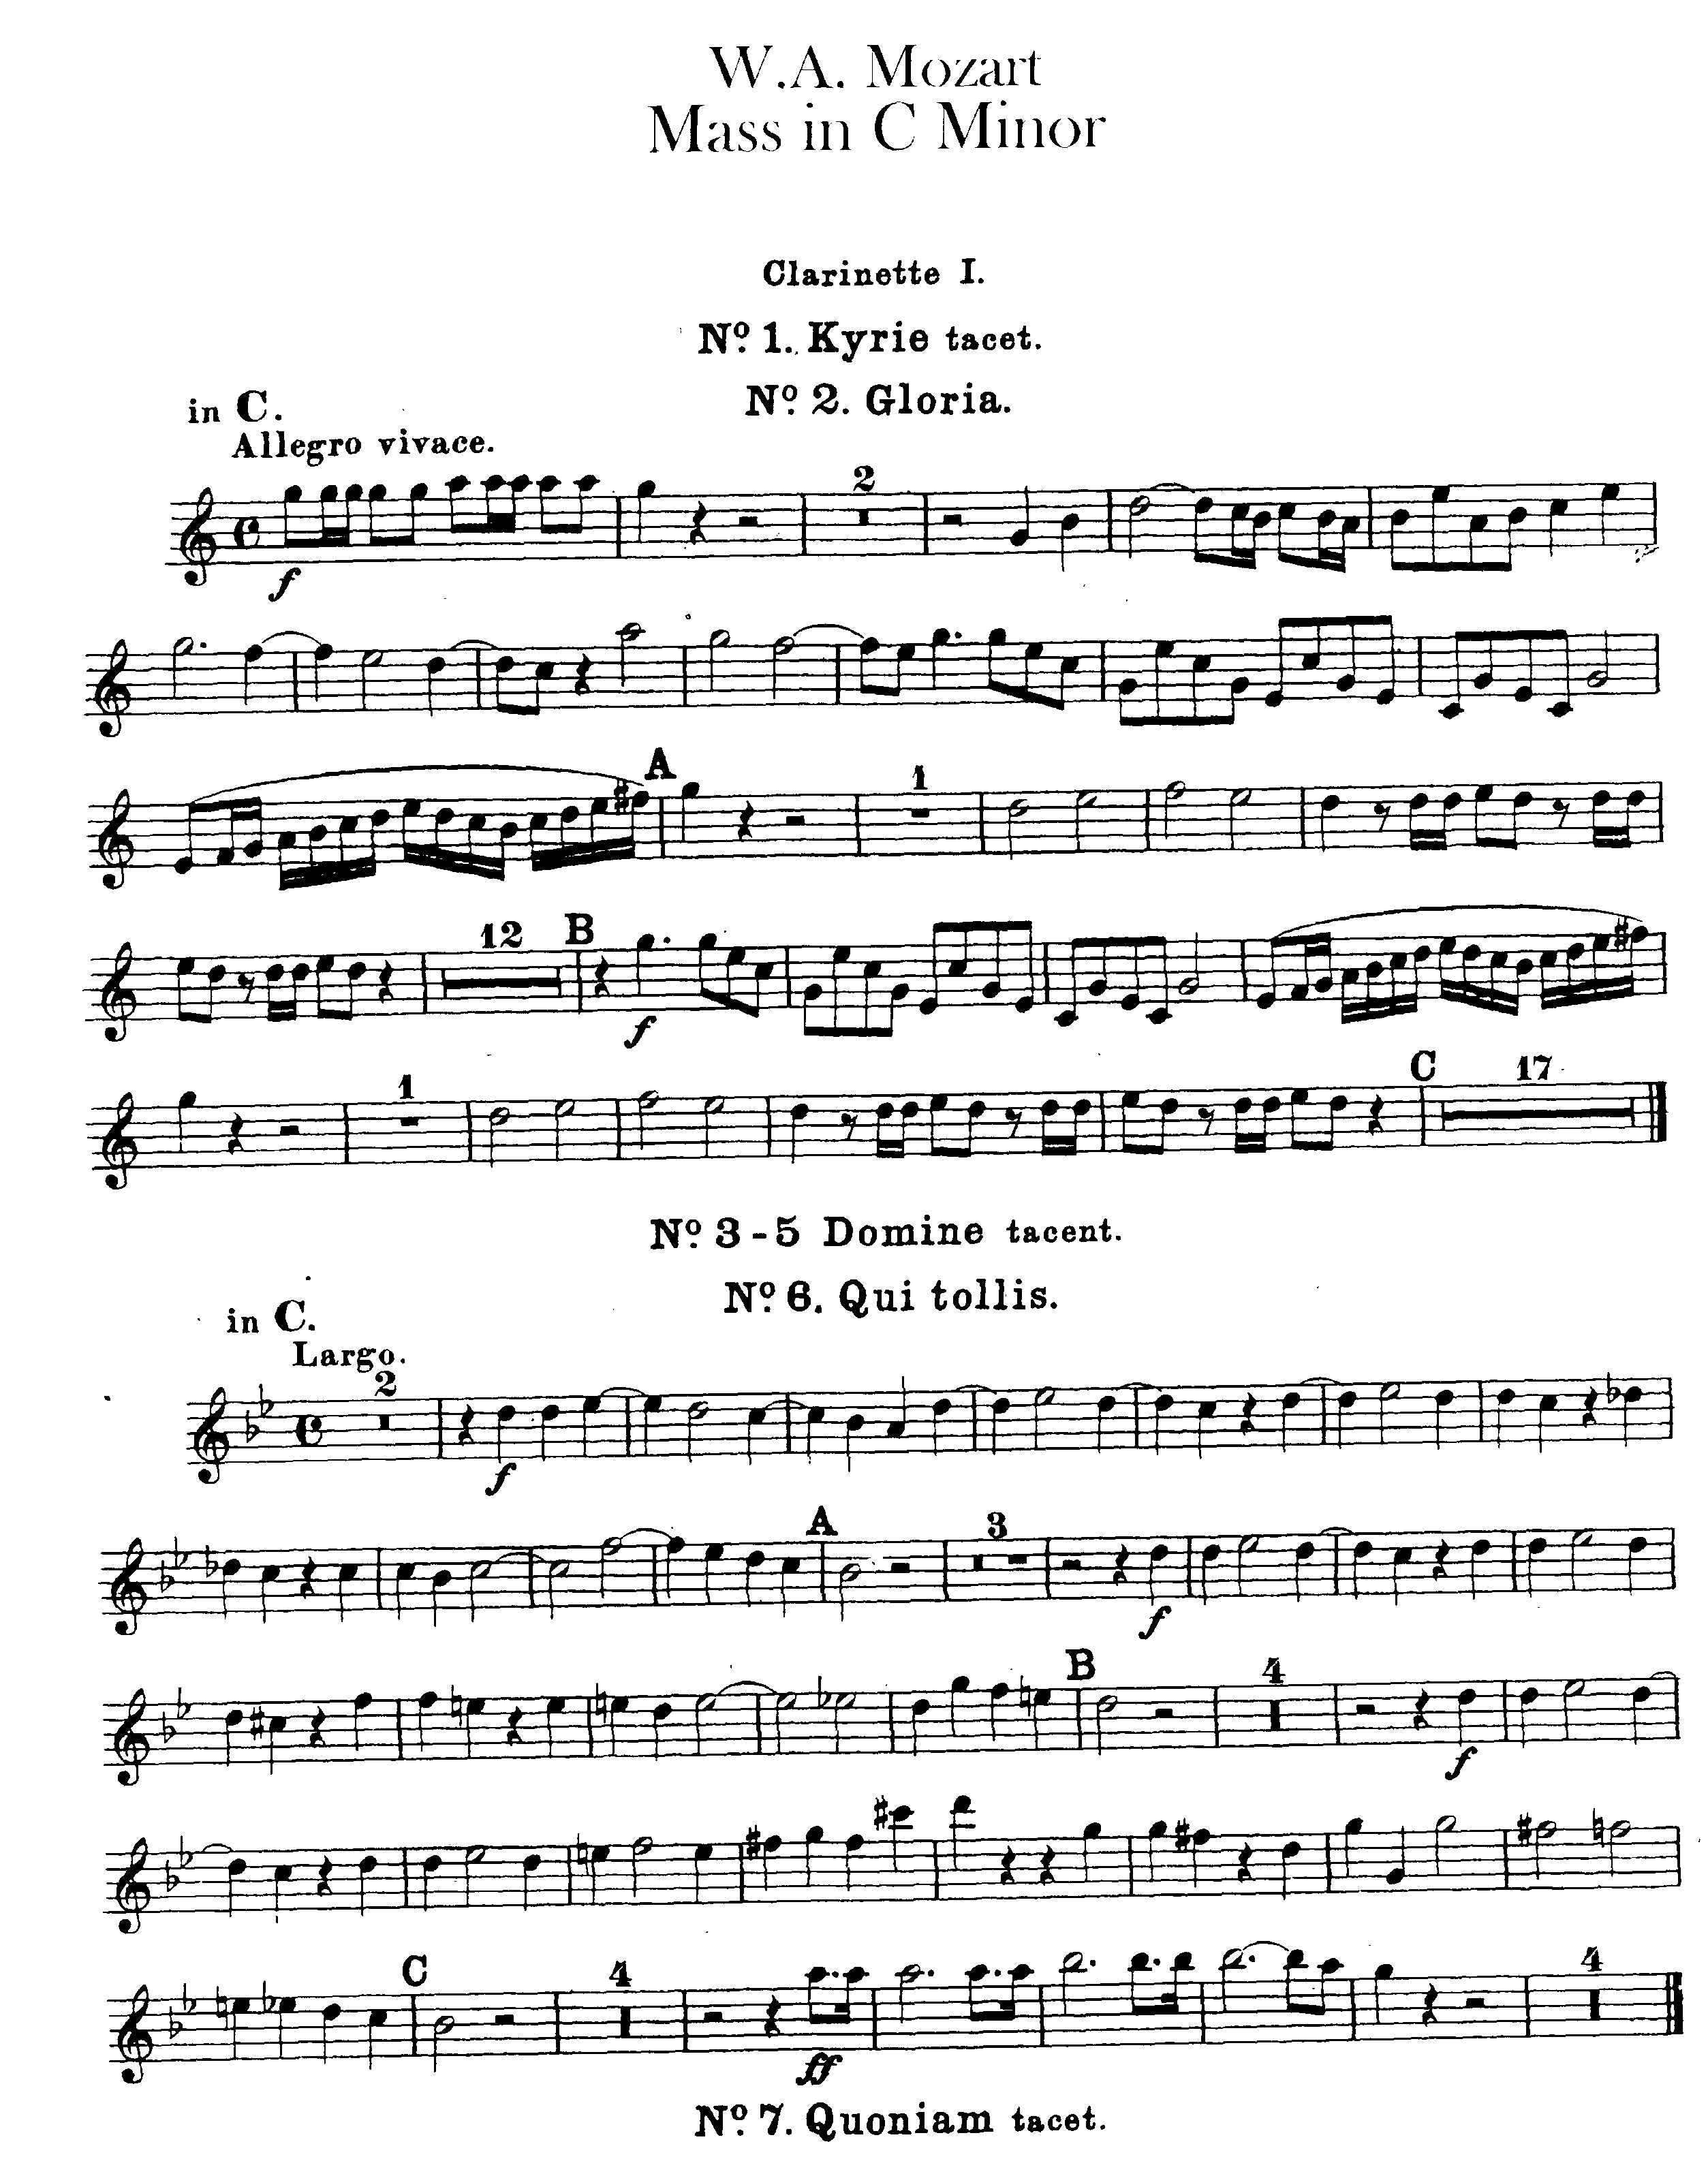 W.A. Mozart
Mass in C Minor
Clarinette I.
Nº 1. Kyrie tacet.
Nº 2. Gloria.
in C.
Allegro vivace.
2
f
A
1
12
B
f
1
C
17
Nº 3-5 Domine tacent.
Nº 6. Qui tollis.
in C.
Largo.
2
f
A
3
f
B
4
f
C
4
4
ff
Nº 7. Quoniam tacet.